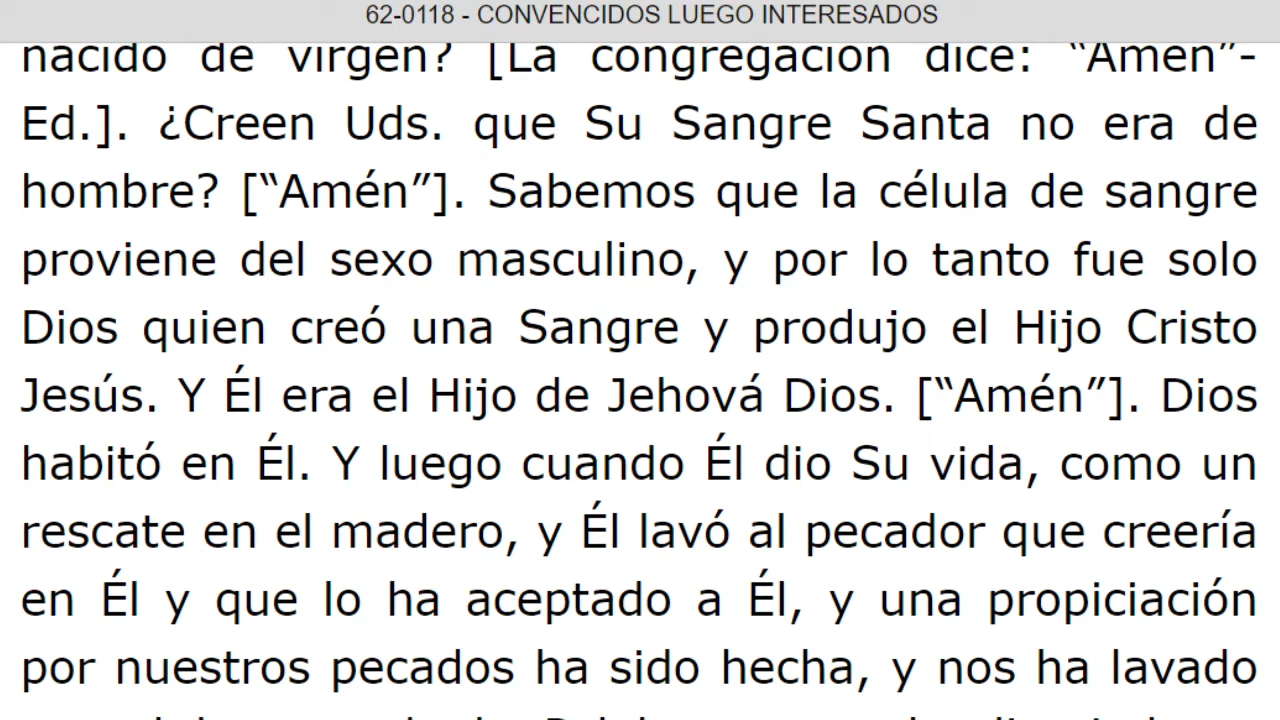 62-0118 - CONVENCIDOS LUEGO INTERESADOS
nacido de virgen? [La congregación dice: “Amén”-
Ed.]. ¿Creen Uds. que Su Sangre Santa no era de
hombre? [“Amén”]. Sabemos que la célula de sangre
proviene del sexo masculino, y por lo tanto fue solo
Dios quien creó una Sangre y produjo el Hijo Cristo
Jesús. Y Él era el Hijo de Jehová Dios. [“Amén”]. Dios
habitó en Él. Y luego cuando Él dio Su vida, como un
rescate en el madero, y Él lavó al pecador que creería
en Él y que lo ha aceptado a Él, y una propiciación
por nuestros pecados ha sido hecha, y nos ha lavado